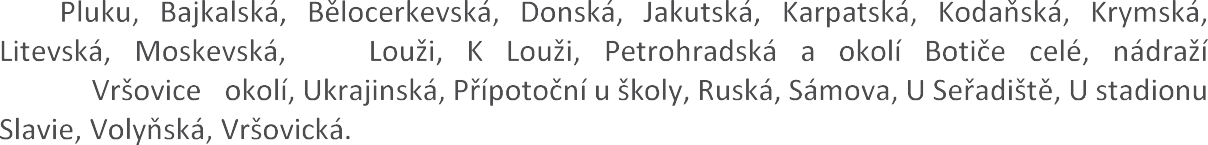 Pluku, Bajkalská, Bělocerkevská, Donská, Jakutská, Karpatská, Kodaňská, Krymská,
Litevská, Moskevská, Louži, K Louži, Petrohradská a okolí Botiče celé, nádraží
Vršovice okolí, Ukrajinská, Přípotoční u školy, Ruská, Sámova, U Seřadiště, U stadionu
Slavie, Volyňská, Vršovická.